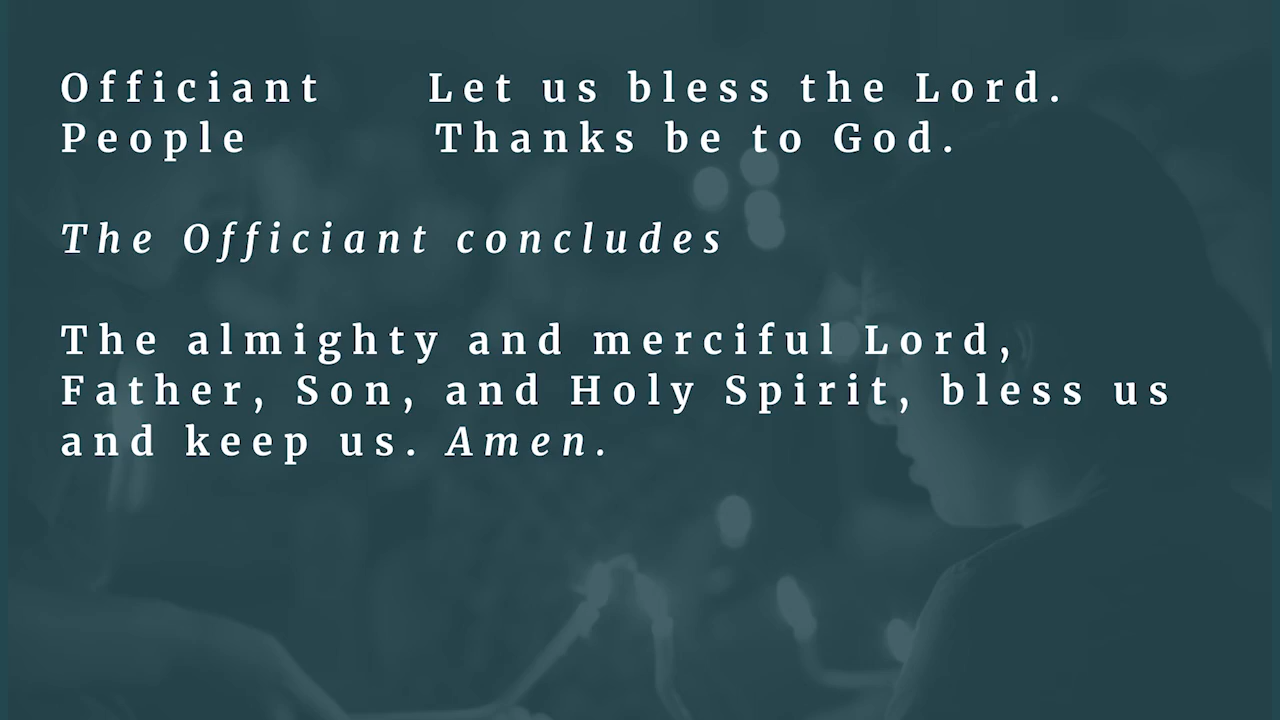 Officiant Let us bless the Lord.
People Thanks be to God.
The Officiant concludes
The almighty and merciful Lord,
Father, Son, and Holy Spirit, bless us
and keep us. Amen.